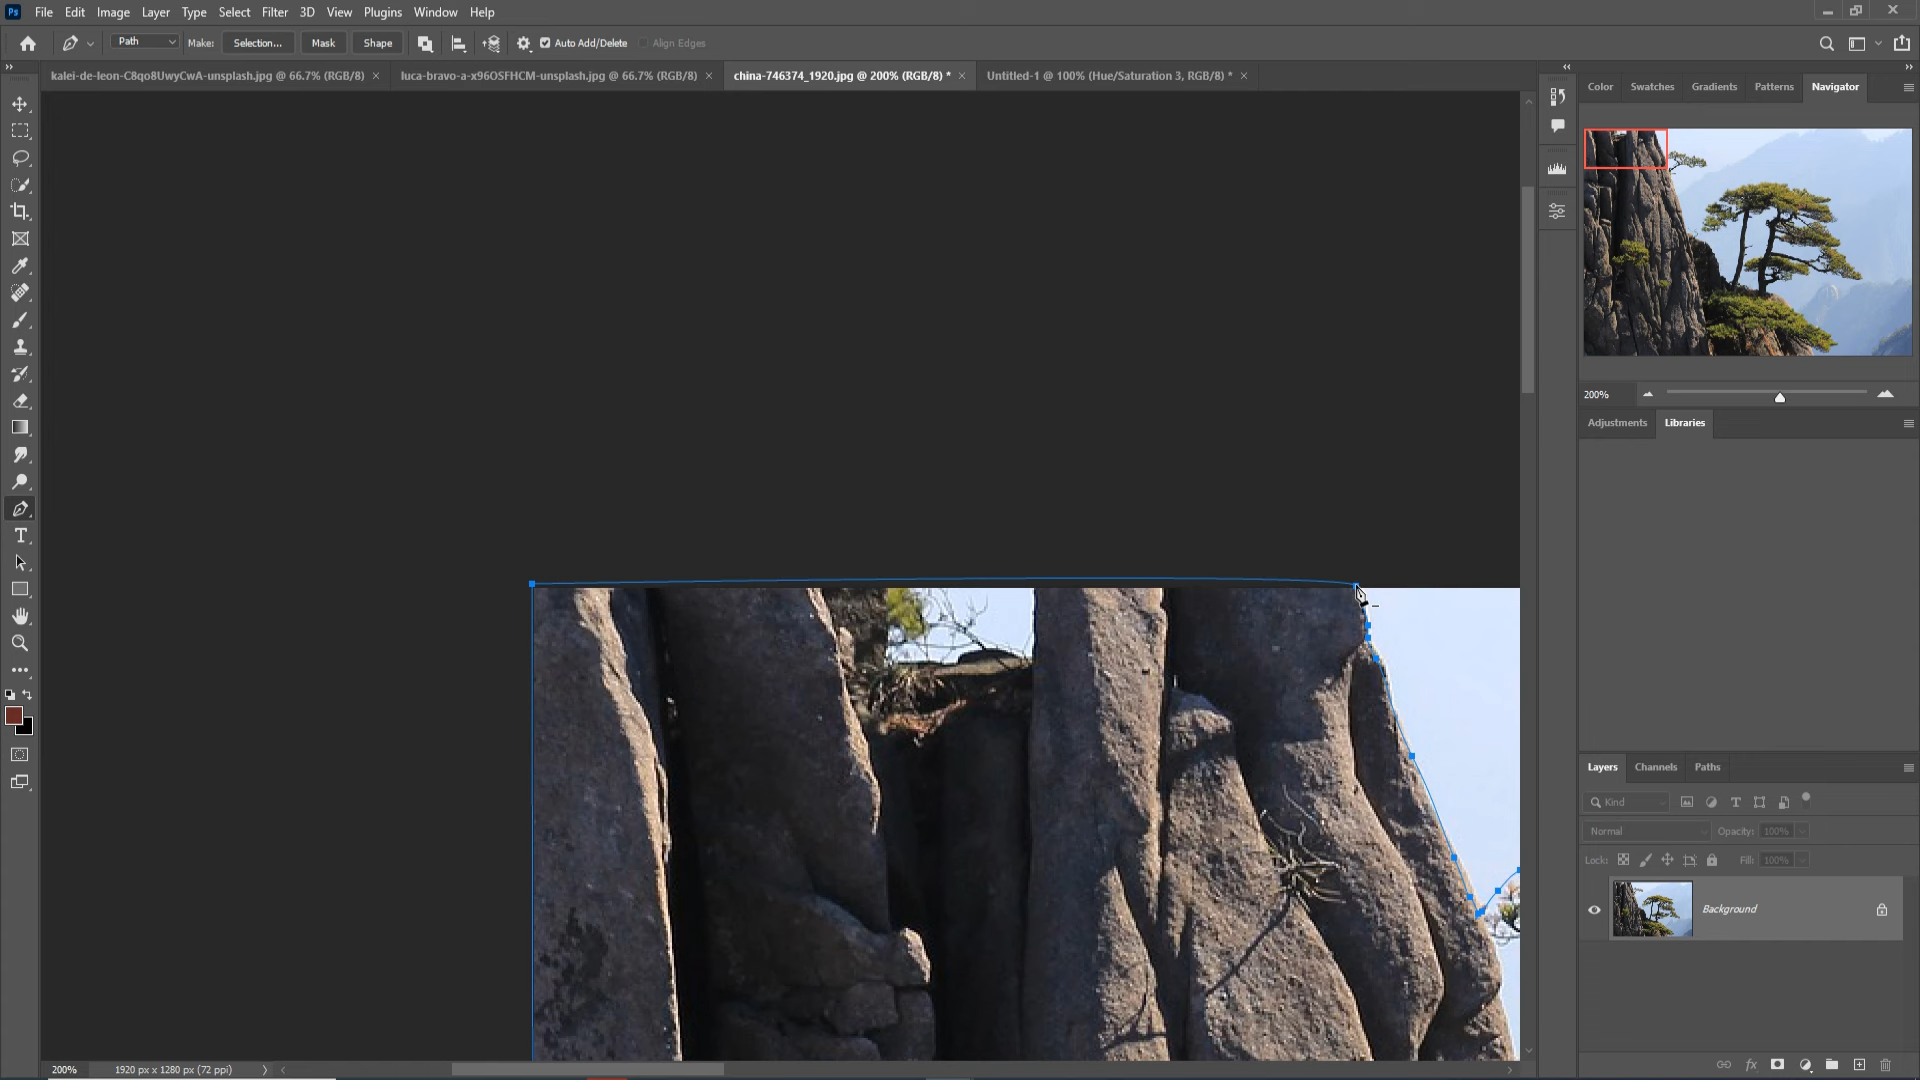 Ps File Edit Image Layer Type Select Filter 3D View Plugins Window Help
Path Make: Selection... Mask Shape Auto Add/Delete Align Edges
kalei-de-leon-C8qo8UwyCwA-unsplash.jpg @ 66.7% (RGB/8) × luca-bravo-a-x96OSFHCM-unsplash.jpg @ 66.7% (RGB/8) × china-746374_1920.jpg @ 200% (RGB/8) * × Untitled-1 @ 100% (Hue/Saturation 3, RGB/8) * ×
Color Swatches Gradients Patterns Navigator
200%
Adjustments Libraries
Layers Channels Paths
Kind
Normal Opacity: 100%
Lock: Fill: 100%
Background
fx
200% 1920 px x 1280 px (72 ppi)